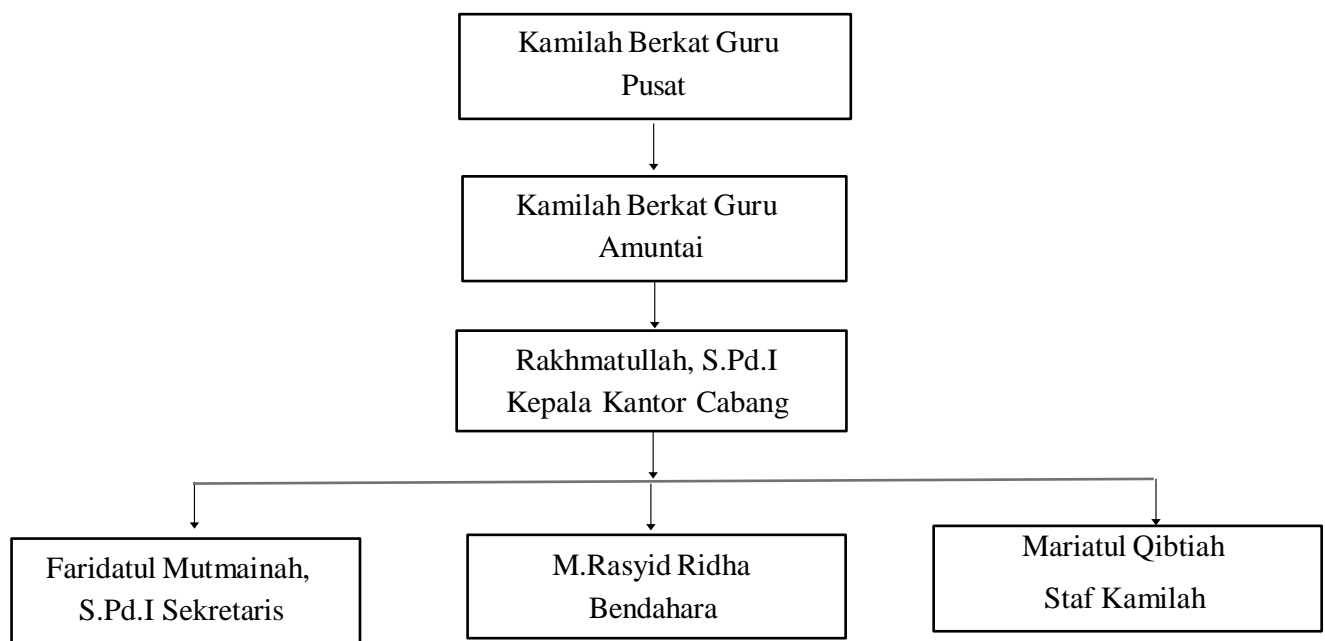 Kamilah Berkat Guru
Pusat
Kamilah Berkat Guru
Amuntai
Rakhmatullah, S.Pd.I
Kepala Kantor Cabang
Faridatul Mutmainah,
S.Pd.I Sekretaris
M.Rasyid Ridha
Bendahara
Mariatul Qibtiah
Staf Kamilah